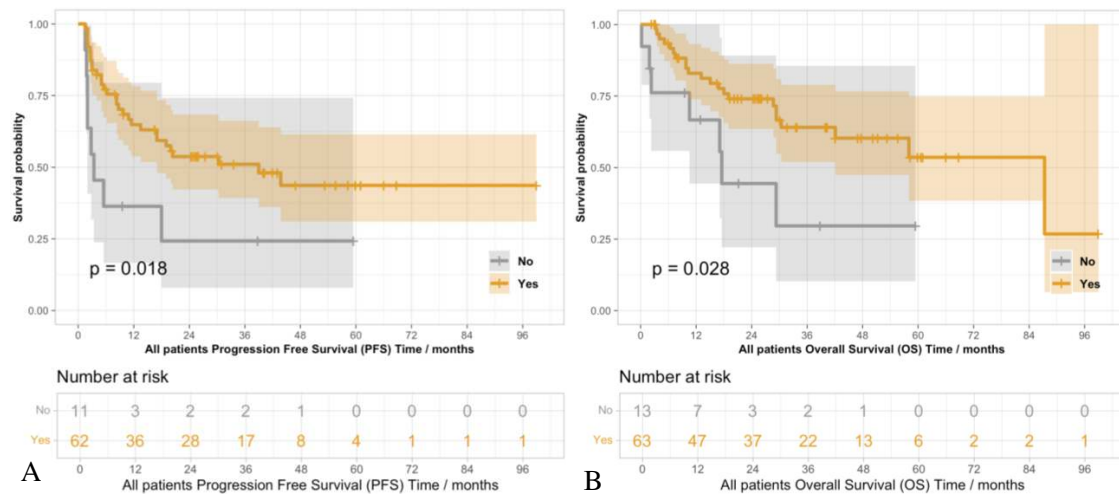 1.00
0.75
0.50
0.25
0.00
Survival probability
p = 0.018
No
Yes
0 12 24 36 48 60 72 84 96
All patients Progression Free Survival (PFS) Time / months
Number at risk
No 11 3 2 2 1 0 0 0 0
Yes 62 36 28 17 8 4 1 1 1
0 12 24 36 48 60 72 84 96
All patients Progression Free Survival (PFS) Time / months
A
1.00
0.75
0.50
0.25
0.00
Survival probability
p = 0.028
No
Yes
0 12 24 36 48 60 72 84 96
All patients Overall Survival (OS) Time / months
Number at risk
No 13 7 3 2 1 0 0 0 0
Yes 63 47 37 22 13 6 2 2 1
0 12 24 36 48 60 72 84 96
All patients Overall Survival (OS) Time / months
B